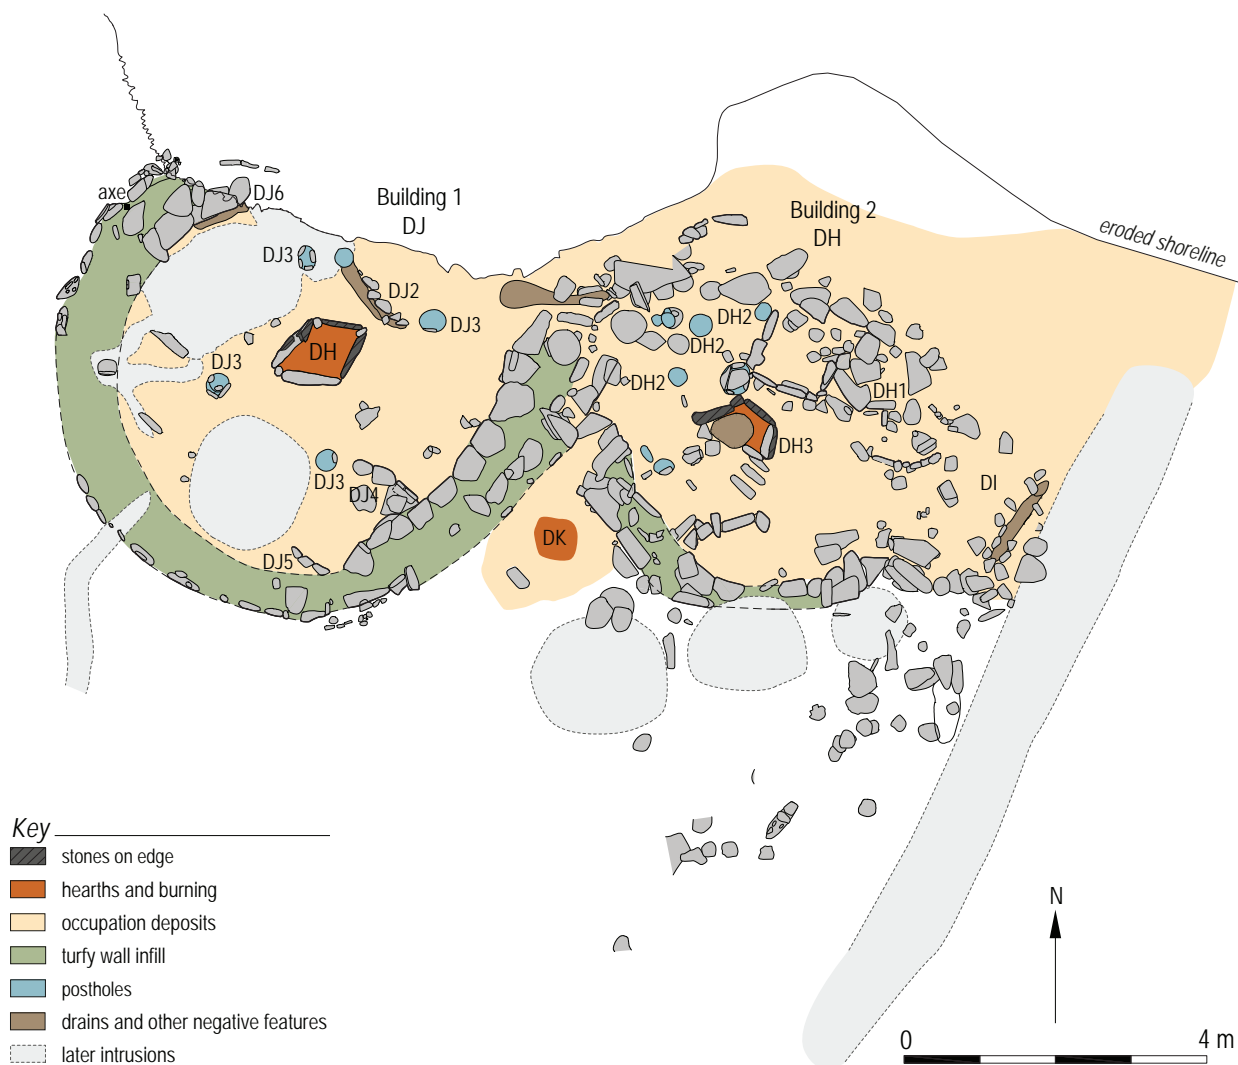 axe
DJ6
Building 1
DJ
Building 2
DH
eroded shoreline
DJ3
DJ2
DJ3
DH2
DH2
DH
DJ3
DH2
DH1
DH3
DJ3
DJ4
DI
DK
DJ5
Key
stones on edge
hearths and burning
occupation deposits
turfy wall infill
postholes
drains and other negative features
later intrusions
N
0 4 m